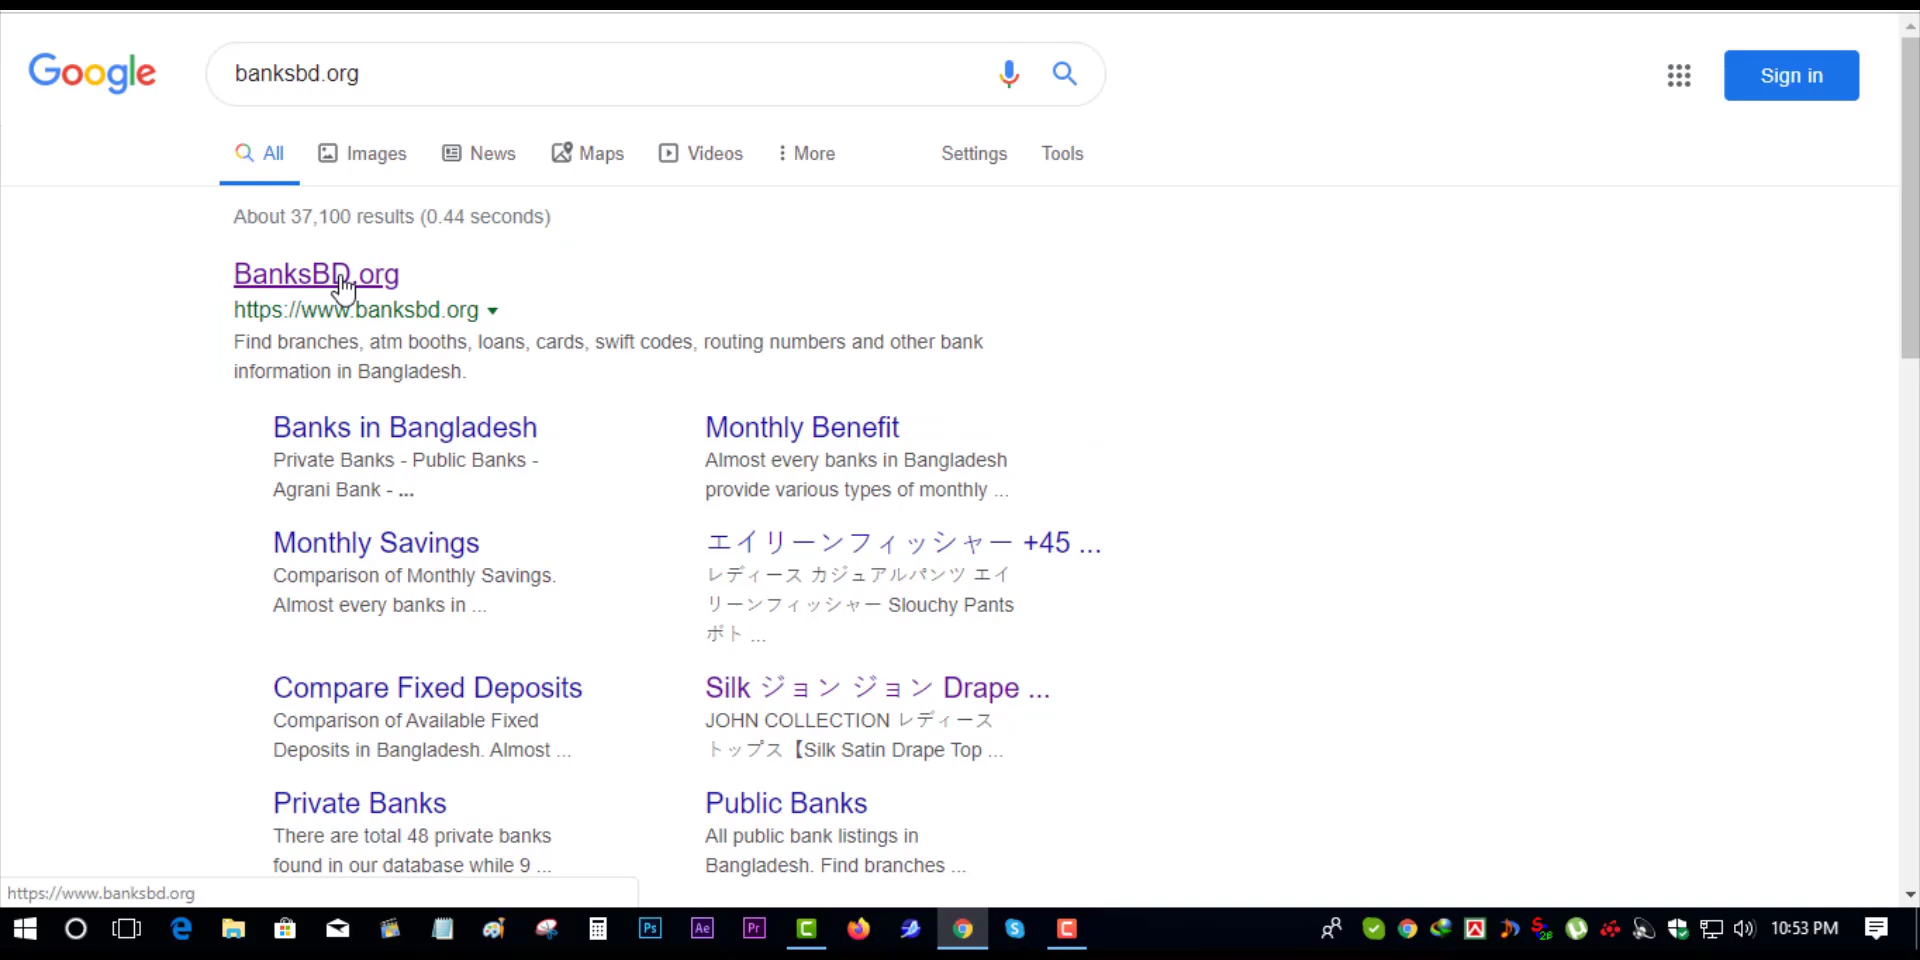 Google
banksbd.org
Sign in
All
Images
News
Maps
Videos
More
Settings
Tools
About 37,100 results (0.44 seconds)
BanksBD.org
https://www.banksbd.org
Find branches, atm booths, loans, cards, swift codes, routing numbers and other bank
information in Bangladesh.
Banks in Bangladesh
Private Banks - Public Banks -
Agrani Bank - ...
Monthly Benefit
Almost every banks in Bangladesh
provide various types of monthly ...
Monthly Savings
Comparison of Monthly Savings.
Almost every banks in ...
エイリーンフィッシャー +45 ...
レディース カジュアルパンツ エイ
リーンフィッシャー Slouchy Pants
ボト ...
Compare Fixed Deposits
Comparison of Available Fixed
Deposits in Bangladesh. Almost ...
Silk ジョン ジョン Drape ...
JOHN COLLECTION レディース
トップス【Silk Satin Drape Top ...
Private Banks
There are total 48 private banks
found in our database while 9 ...
Public Banks
All public bank listings in
Bangladesh. Find branches ...
https://www.banksbd.org
Ps
Ae
Pr
10:53 PM